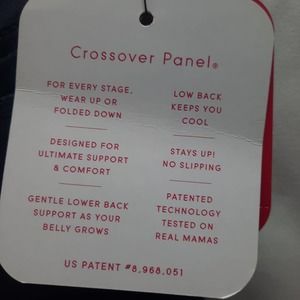 Crossover Panel®
FOR EVERY STAGE,
WEAR UP OR
FOLDED DOWN
DESIGNED FOR
ULTIMATE SUPPORT
& COMFORT
GENTLE LOWER BACK
SUPPORT AS YOUR
BELLY GROWS
LOW BACK
KEEPS YOU
COOL
STAYS UP!
NO SLIPPING
PATENTED
TECHNOLOGY
TESTED ON
REAL MAMAS
US PATENT #8,968,051